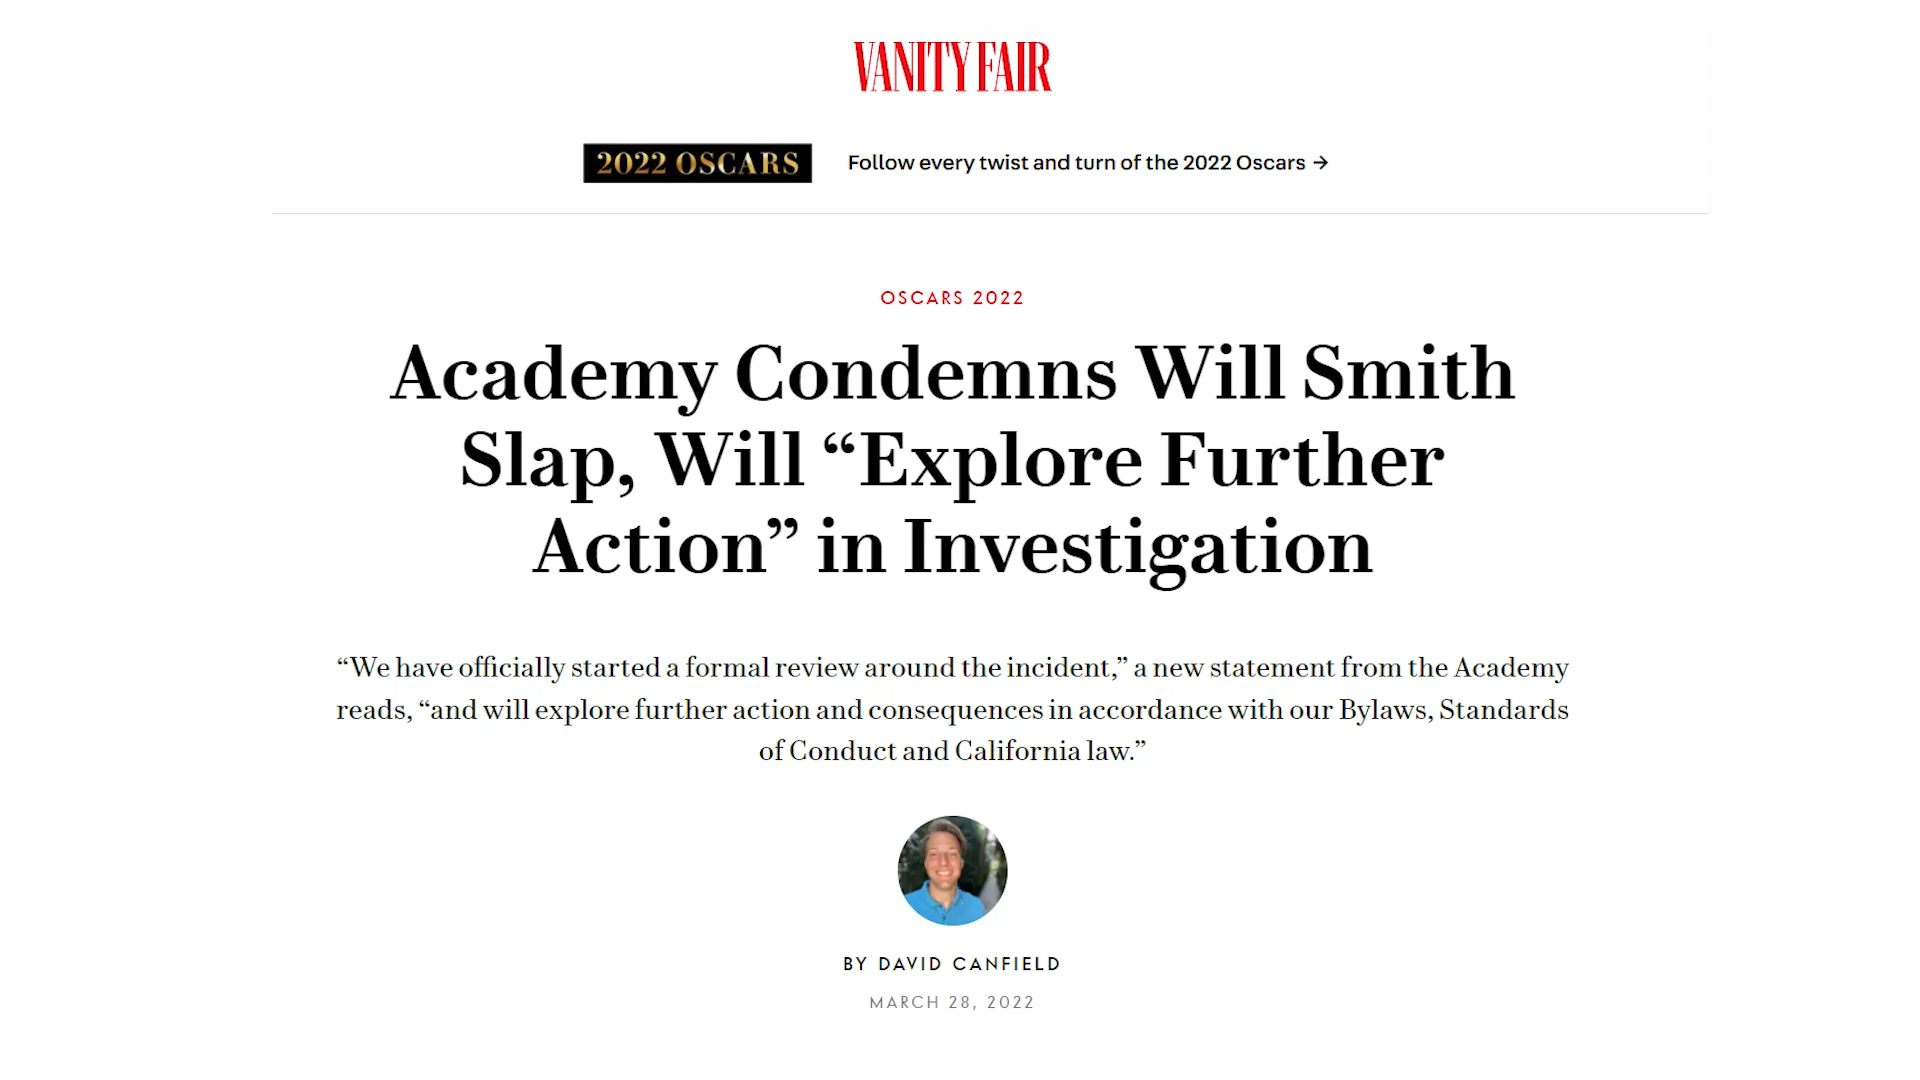 VANITY FAIR
2022 OSCARS
Follow every twist and turn of the 2022 Oscars →
OSCARS 2022
Academy Condemns Will Smith
Slap, Will “Explore Further
Action” in Investigation
“We have officially started a formal review around the incident,” a new statement from the Academy
reads, “and will explore further action and consequences in accordance with our Bylaws, Standards
of Conduct and California law.”
BY DAVID CANFIELD
MARCH 28, 2022